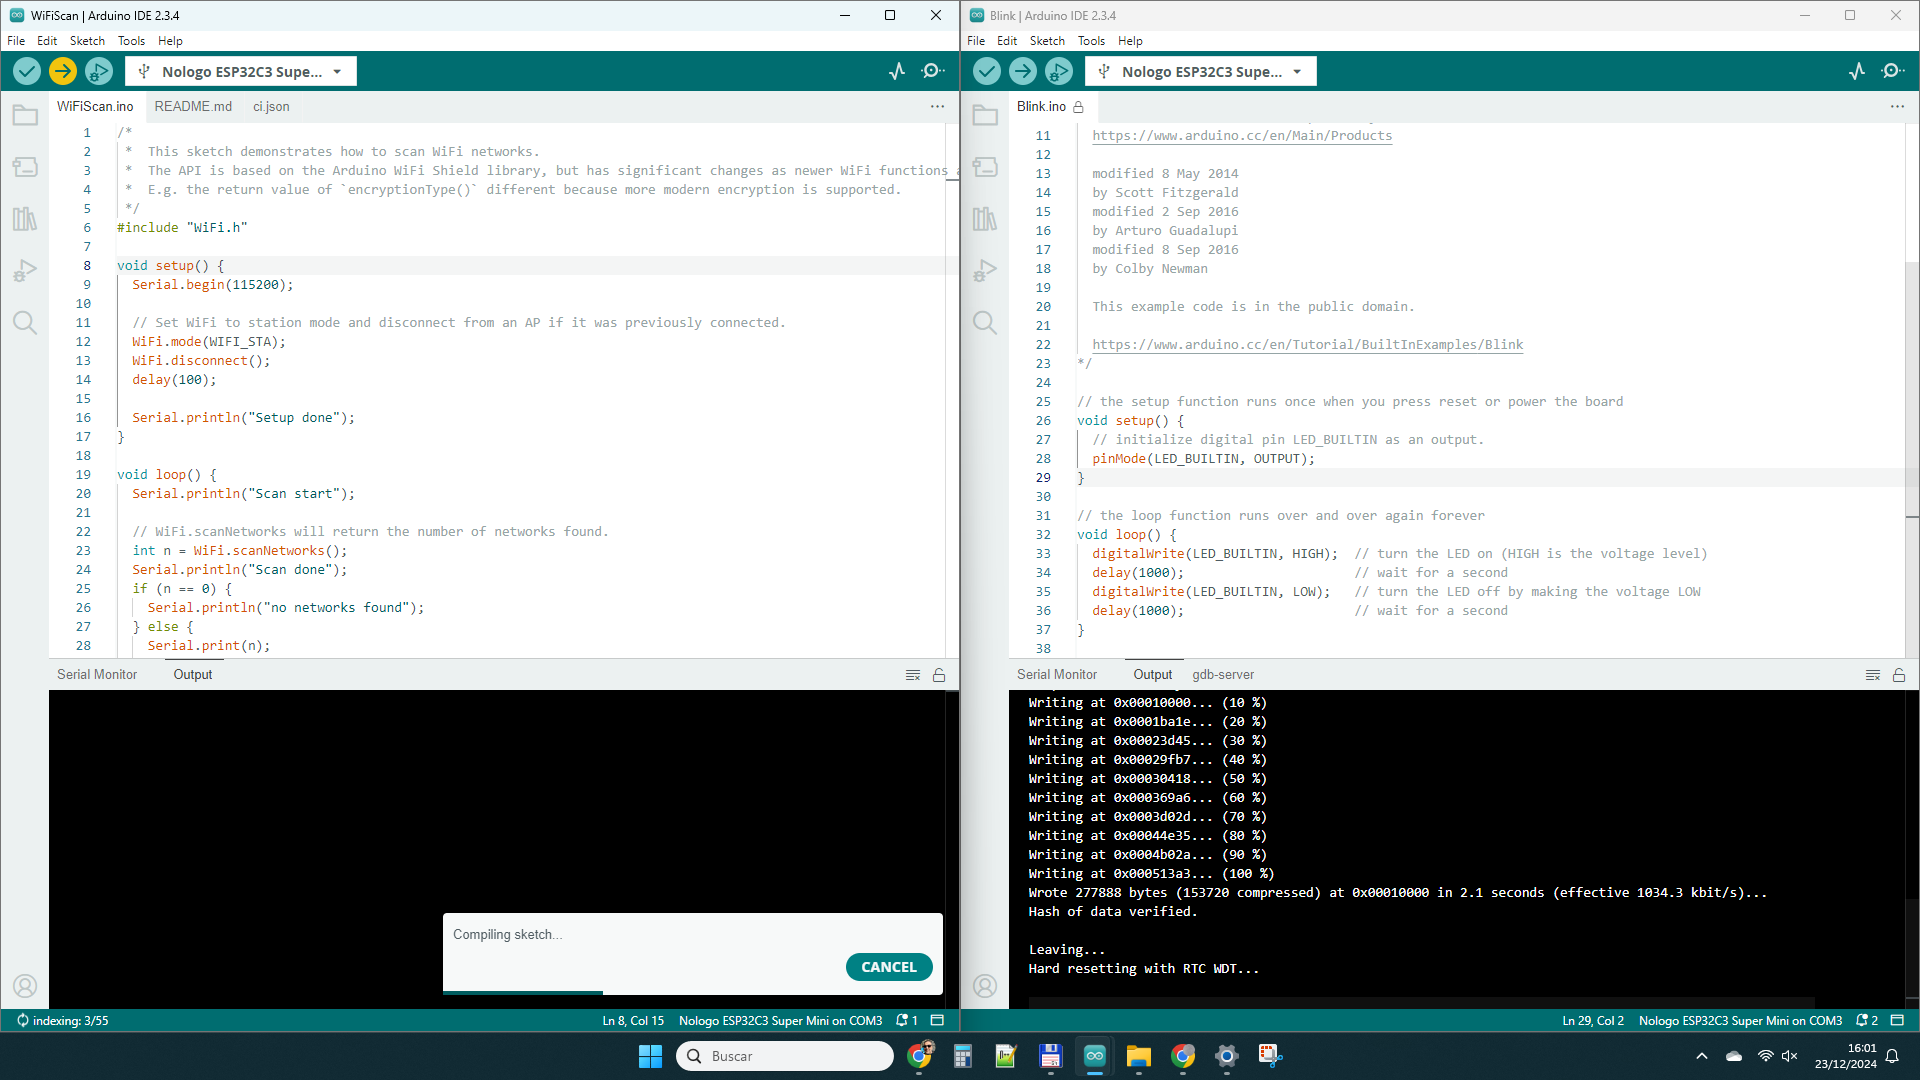 WiFiScan | Arduino IDE 2.3.4
File Edit Sketch Tools Help
Nologo ESP32C3 Supe...
WiFiScan.ino README.md ci.json ...
1 /*
2  *  This sketch demonstrates how to scan WiFi networks.
3  *  The API is based on the Arduino WiFi Shield library, but has significant changes as newer WiFi functions
4  *  E.g. the return value of `encryptionType()` different because more modern encryption is supported.
5  */
6 #include "WiFi.h"
7
8 void setup() {
9   Serial.begin(115200);
10
11   // Set WiFi to station mode and disconnect from an AP if it was previously connected.
12   WiFi.mode(WIFI_STA);
13   WiFi.disconnect();
14   delay(100);
15
16   Serial.println("Setup done");
17 }
18
19 void loop() {
20   Serial.println("Scan start");
21
22   // WiFi.scanNetworks will return the number of networks found.
23   int n = WiFi.scanNetworks();
24   Serial.println("Scan done");
25   if (n == 0) {
26     Serial.println("no networks found");
27   } else {
28     Serial.print(n);
Serial Monitor Output
Compiling sketch...
CANCEL
indexing: 3/55 Ln 8, Col 15 Nologo ESP32C3 Super Mini on COM3 1
Blink | Arduino IDE 2.3.4
File Edit Sketch Tools Help
Nologo ESP32C3 Supe...
Blink.ino ...
11   https://www.arduino.cc/en/Main/Products
12
13   modified 8 May 2014
14   by Scott Fitzgerald
15   modified 2 Sep 2016
16   by Arturo Guadalupi
17   modified 8 Sep 2016
18   by Colby Newman
19
20   This example code is in the public domain.
21
22   https://www.arduino.cc/en/Tutorial/BuiltInExamples/Blink
23 */
24
25 // the setup function runs once when you press reset or power the board
26 void setup() {
27   // initialize digital pin LED_BUILTIN as an output.
28   pinMode(LED_BUILTIN, OUTPUT);
29 }
30
31 // the loop function runs over and over again forever
32 void loop() {
33   digitalWrite(LED_BUILTIN, HIGH);  // turn the LED on (HIGH is the voltage level)
34   delay(1000);                      // wait for a second
35   digitalWrite(LED_BUILTIN, LOW);   // turn the LED off by making the voltage LOW
36   delay(1000);                      // wait for a second
37 }
38
Serial Monitor Output gdb-server
Writing at 0x00010000... (10 %)
Writing at 0x0001ba1e... (20 %)
Writing at 0x00023d45... (30 %)
Writing at 0x00029fb7... (40 %)
Writing at 0x00030418... (50 %)
Writing at 0x000369a6... (60 %)
Writing at 0x0003d02d... (70 %)
Writing at 0x00044e35... (80 %)
Writing at 0x0004b02a... (90 %)
Writing at 0x000513a3... (100 %)
Wrote 277888 bytes (153720 compressed) at 0x00010000 in 2.1 seconds (effective 1034.3 kbit/s)...
Hash of data verified.
Leaving...
Hard resetting with RTC WDT...
Ln 29, Col 2 Nologo ESP32C3 Super Mini on COM3 2
Buscar
16:01
23/12/2024